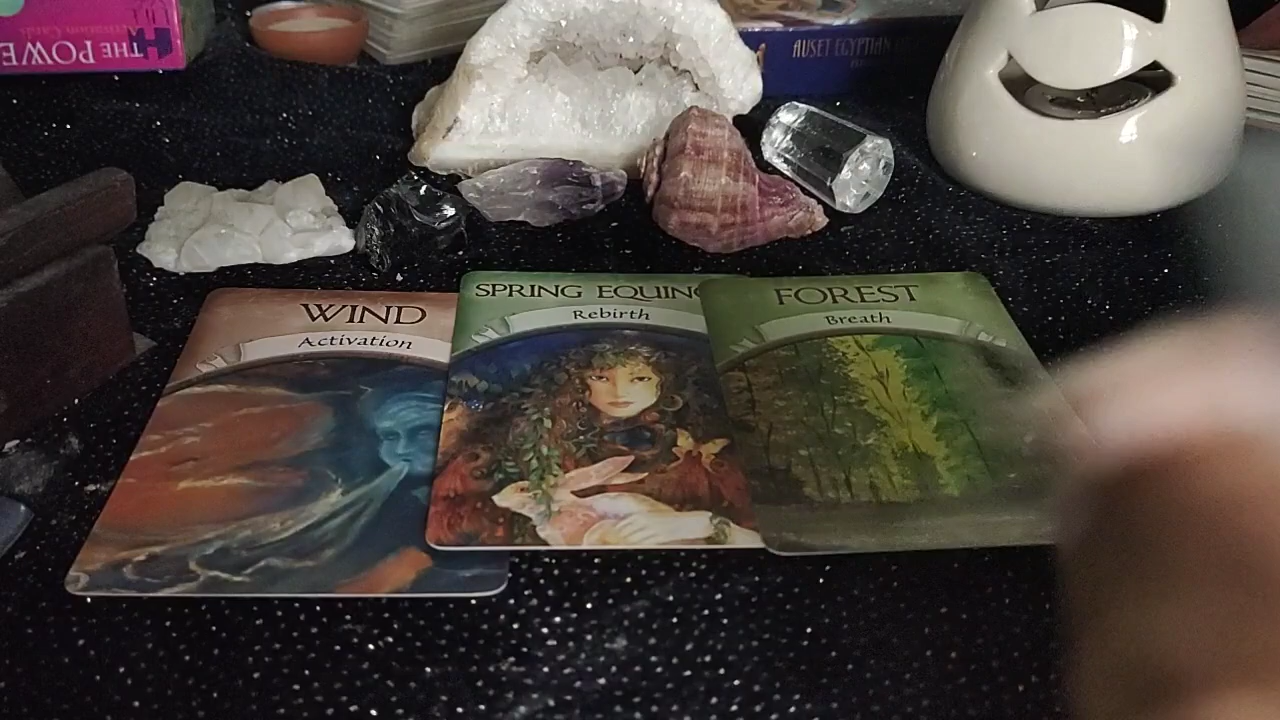 THE POWE
AUSET EGYPTIAN
WIND
Activation
SPRING EQUINO
Rebirth
FOREST
Breath